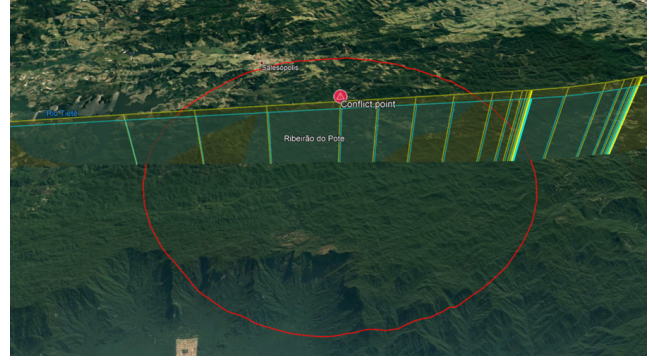 Salesópolis
Rio Tietê
Conflict point
Ribeirão do Pote